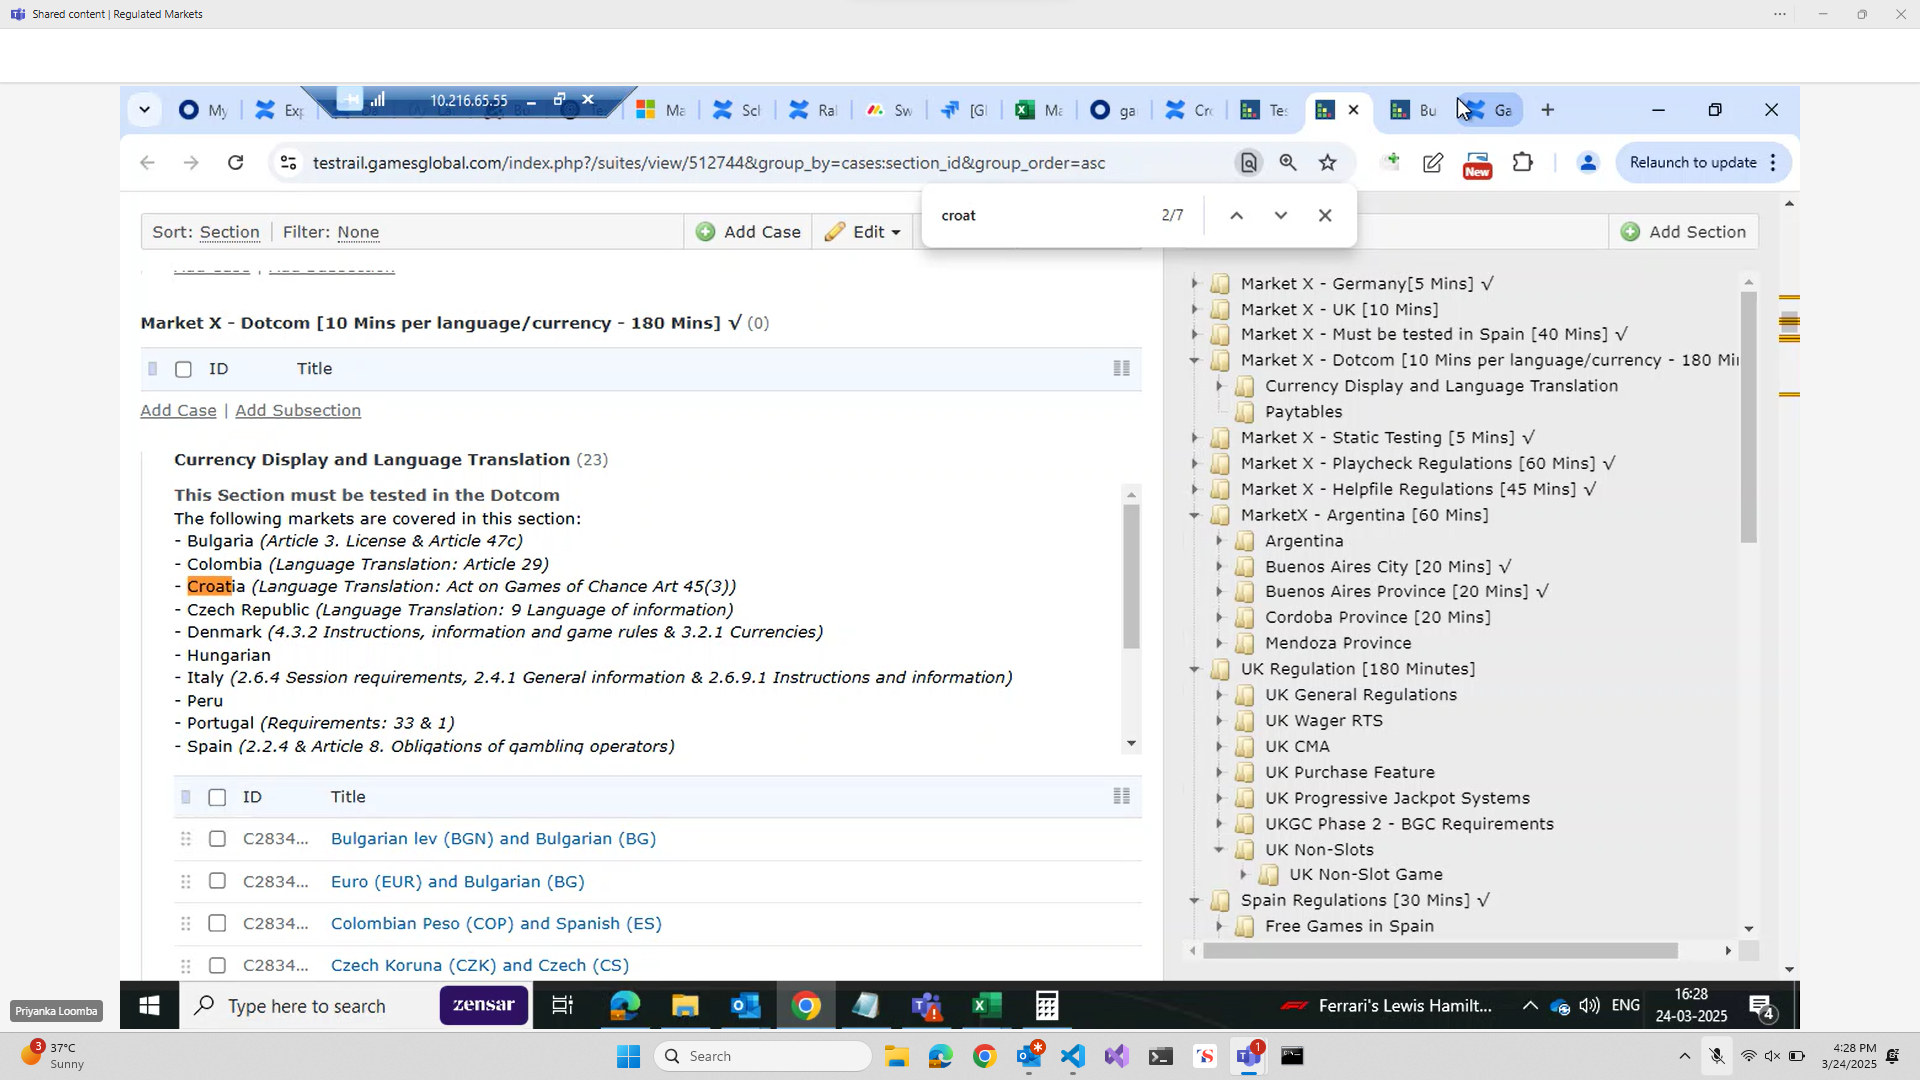 Shared content | Regulated Markets
10.216.65.55
My
Exp
Ma
Sch
Ral
Sw
[Gl
Ma
ga
Cr
Tes
Bu
Ga
testrail.gamesglobal.com/index.php?/suites/view/512744&group_by=cases:section_id&group_order=asc
New
Relaunch to update
croat
2/7
Sort: Section
Filter: None
Add Case
Edit
Add Section
Add Case | Add Subsection
Market X - Dotcom [10 Mins per language/currency - 180 Mins] √ (0)
ID
Title
Add Case | Add Subsection
Currency Display and Language Translation (23)
This Section must be tested in the Dotcom
The following markets are covered in this section:
- Bulgaria (Article 3. License & Article 47c)
- Colombia (Language Translation: Article 29)
- Croatia (Language Translation: Act on Games of Chance Art 45(3))
- Czech Republic (Language Translation: 9 Language of information)
- Denmark (4.3.2 Instructions, information and game rules & 3.2.1 Currencies)
- Hungarian
- Italy (2.6.4 Session requirements, 2.4.1 General information & 2.6.9.1 Instructions and information)
- Peru
- Portugal (Requirements: 33 & 1)
- Spain (2.2.4 & Article 8. Obligations of gambling operators)
ID
Title
C2834... Bulgarian lev (BGN) and Bulgarian (BG)
C2834... Euro (EUR) and Bulgarian (BG)
C2834... Colombian Peso (COP) and Spanish (ES)
C2834... Czech Koruna (CZK) and Czech (CS)
Market X - Germany[5 Mins] √
Market X - UK [10 Mins]
Market X - Must be tested in Spain [40 Mins] √
Market X - Dotcom [10 Mins per language/currency - 180 Mi
Currency Display and Language Translation
Paytables
Market X - Static Testing [5 Mins] √
Market X - Playcheck Regulations [60 Mins] √
Market X - Helpfile Regulations [45 Mins] √
MarketX - Argentina [60 Mins]
Argentina
Buenos Aires City [20 Mins] √
Buenos Aires Province [20 Mins] √
Cordoba Province [20 Mins]
Mendoza Province
UK Regulation [180 Minutes]
UK General Regulations
UK Wager RTS
UK CMA
UK Purchase Feature
UK Progressive Jackpot Systems
UKGC Phase 2 - BGC Requirements
UK Non-Slots
UK Non-Slot Game
Spain Regulations [30 Mins] √
Free Games in Spain
Priyanka Loomba
Type here to search
zensar
Ferrari's Lewis Hamilt...
ENG
16:28
24-03-2025
4
3
37°C
Sunny
Search
1
4:28 PM
3/24/2025